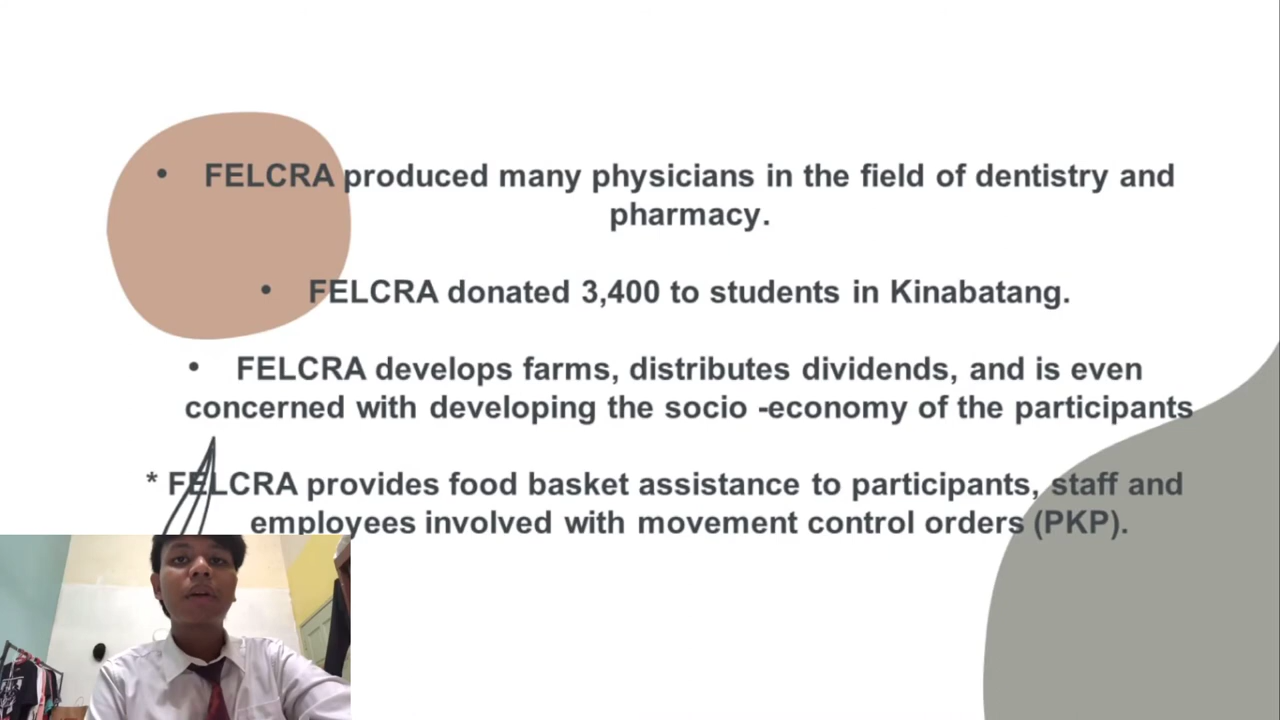 • FELCRA produced many physicians in the field of dentistry and
pharmacy.
• FELCRA donated 3,400 to students in Kinabatang.
• FELCRA develops farms, distributes dividends, and is even
concerned with developing the socio -economy of the participants
* FELCRA provides food basket assistance to participants, staff and
employees involved with movement control orders (PKP).